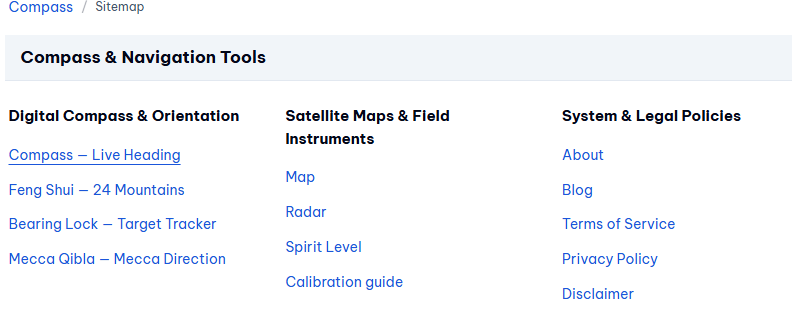 Compass / Sitemap
Compass & Navigation Tools
Digital Compass & Orientation
Compass – Live Heading
Feng Shui – 24 Mountains
Bearing Lock – Target Tracker
Mecca Qibla – Mecca Direction
Satellite Maps & Field
Instruments
Map
Radar
Spirit Level
Calibration guide
System & Legal Policies
About
Blog
Terms of Service
Privacy Policy
Disclaimer